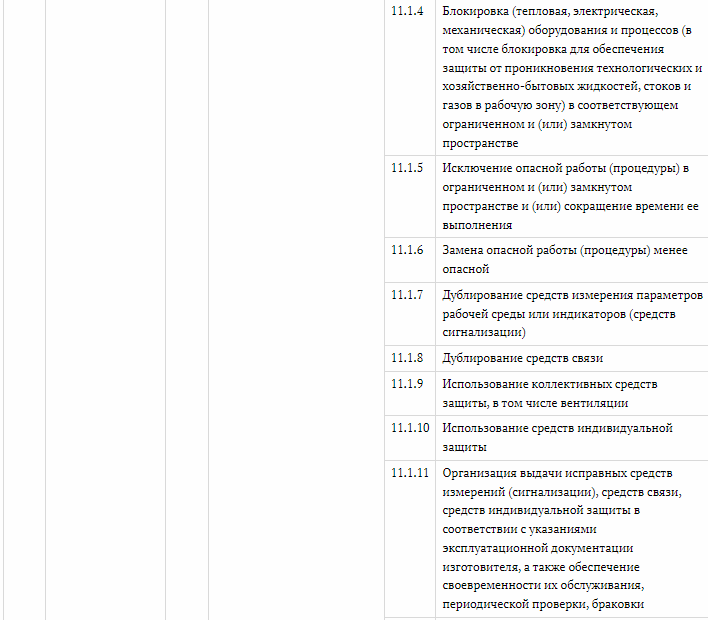 11.1.4 Блокировка (тепловая, электрическая,
механическая) оборудования и процессов (в
том числе блокировка для обеспечения
защиты от проникновения технологических и
хозяйственно-бытовых жидкостей, стоков и
газов в рабочую зону) в соответствующем
ограниченном и (или) замкнутом
пространстве
11.1.5 Исключение опасной работы (процедуры) в
ограниченном и (или) замкнутом
пространстве и (или) сокращение времени ее
выполнения
11.1.6 Замена опасной работы (процедуры) менее
опасной
11.1.7 Дублирование средств измерения параметров
рабочей среды или индикаторов (средств
сигнализации)
11.1.8 Дублирование средств связи
11.1.9 Использование коллективных средств
защиты, в том числе вентиляции
11.1.10 Использование средств индивидуальной
защиты
11.1.11 Организация выдачи исправных средств
измерений (сигнализации), средств связи,
средств индивидуальной защиты в
соответствии с указаниями
эксплуатационной документации
изготовителя, а также обеспечение
своевременности их обслуживания,
периодической проверки, браковки